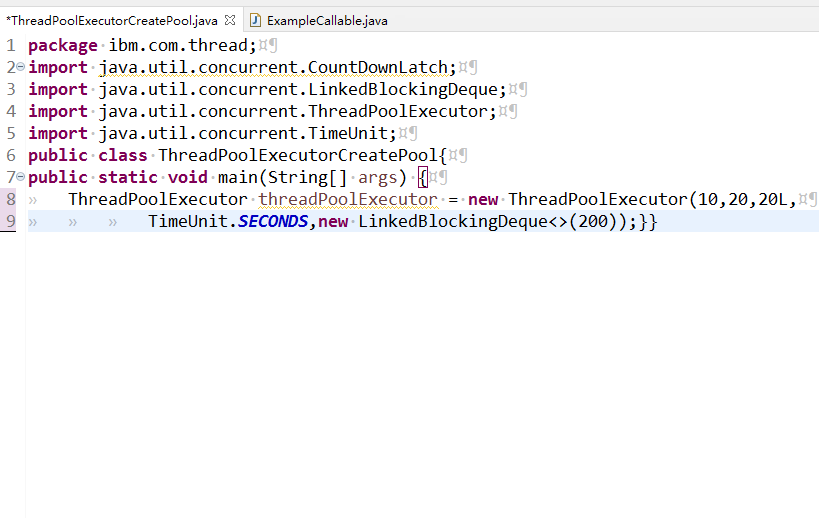 *ThreadPoolExecutorCreatePool.java
ExampleCallable.java
1 package ibm.com.thread;
2 import java.util.concurrent.CountDownLatch;
3 import java.util.concurrent.LinkedBlockingDeque;
4 import java.util.concurrent.ThreadPoolExecutor;
5 import java.util.concurrent.TimeUnit;
6 public class ThreadPoolExecutorCreatePool{
7 public static void main(String[] args) {
8 ThreadPoolExecutor threadPoolExecutor = new ThreadPoolExecutor(10,20,20L,
9 TimeUnit.SECONDS,new LinkedBlockingDeque<>(200));}}